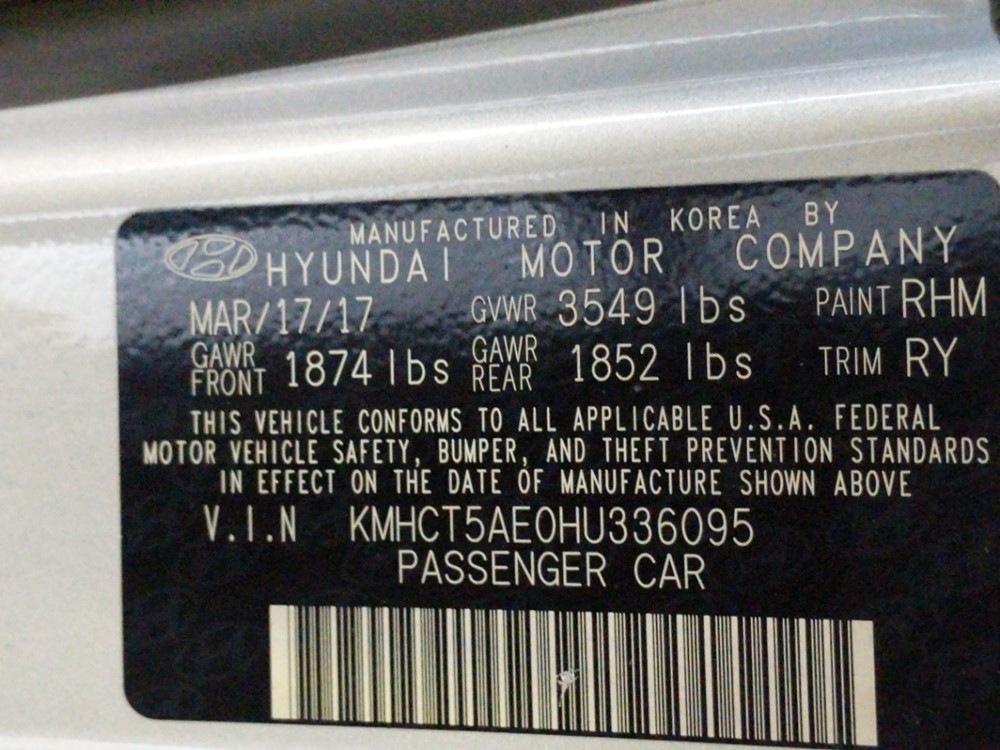 MANUFACTURED IN KOREA BY
HYUNDAI MOTOR COMPANY
MAR/17/17 GVWR 3549 lbs PAINT RHM
GAWR FRONT 1874 lbs GAWR REAR 1852 lbs TRIM RY
THIS VEHICLE CONFORMS TO ALL APPLICABLE U.S.A. FEDERAL
MOTOR VEHICLE SAFETY, BUMPER, AND THEFT PREVENTION STANDARDS
IN EFFECT ON THE DATE OF MANUFACTURE SHOWN ABOVE
V.I.N KMHCT5AE0HU336095
PASSENGER CAR